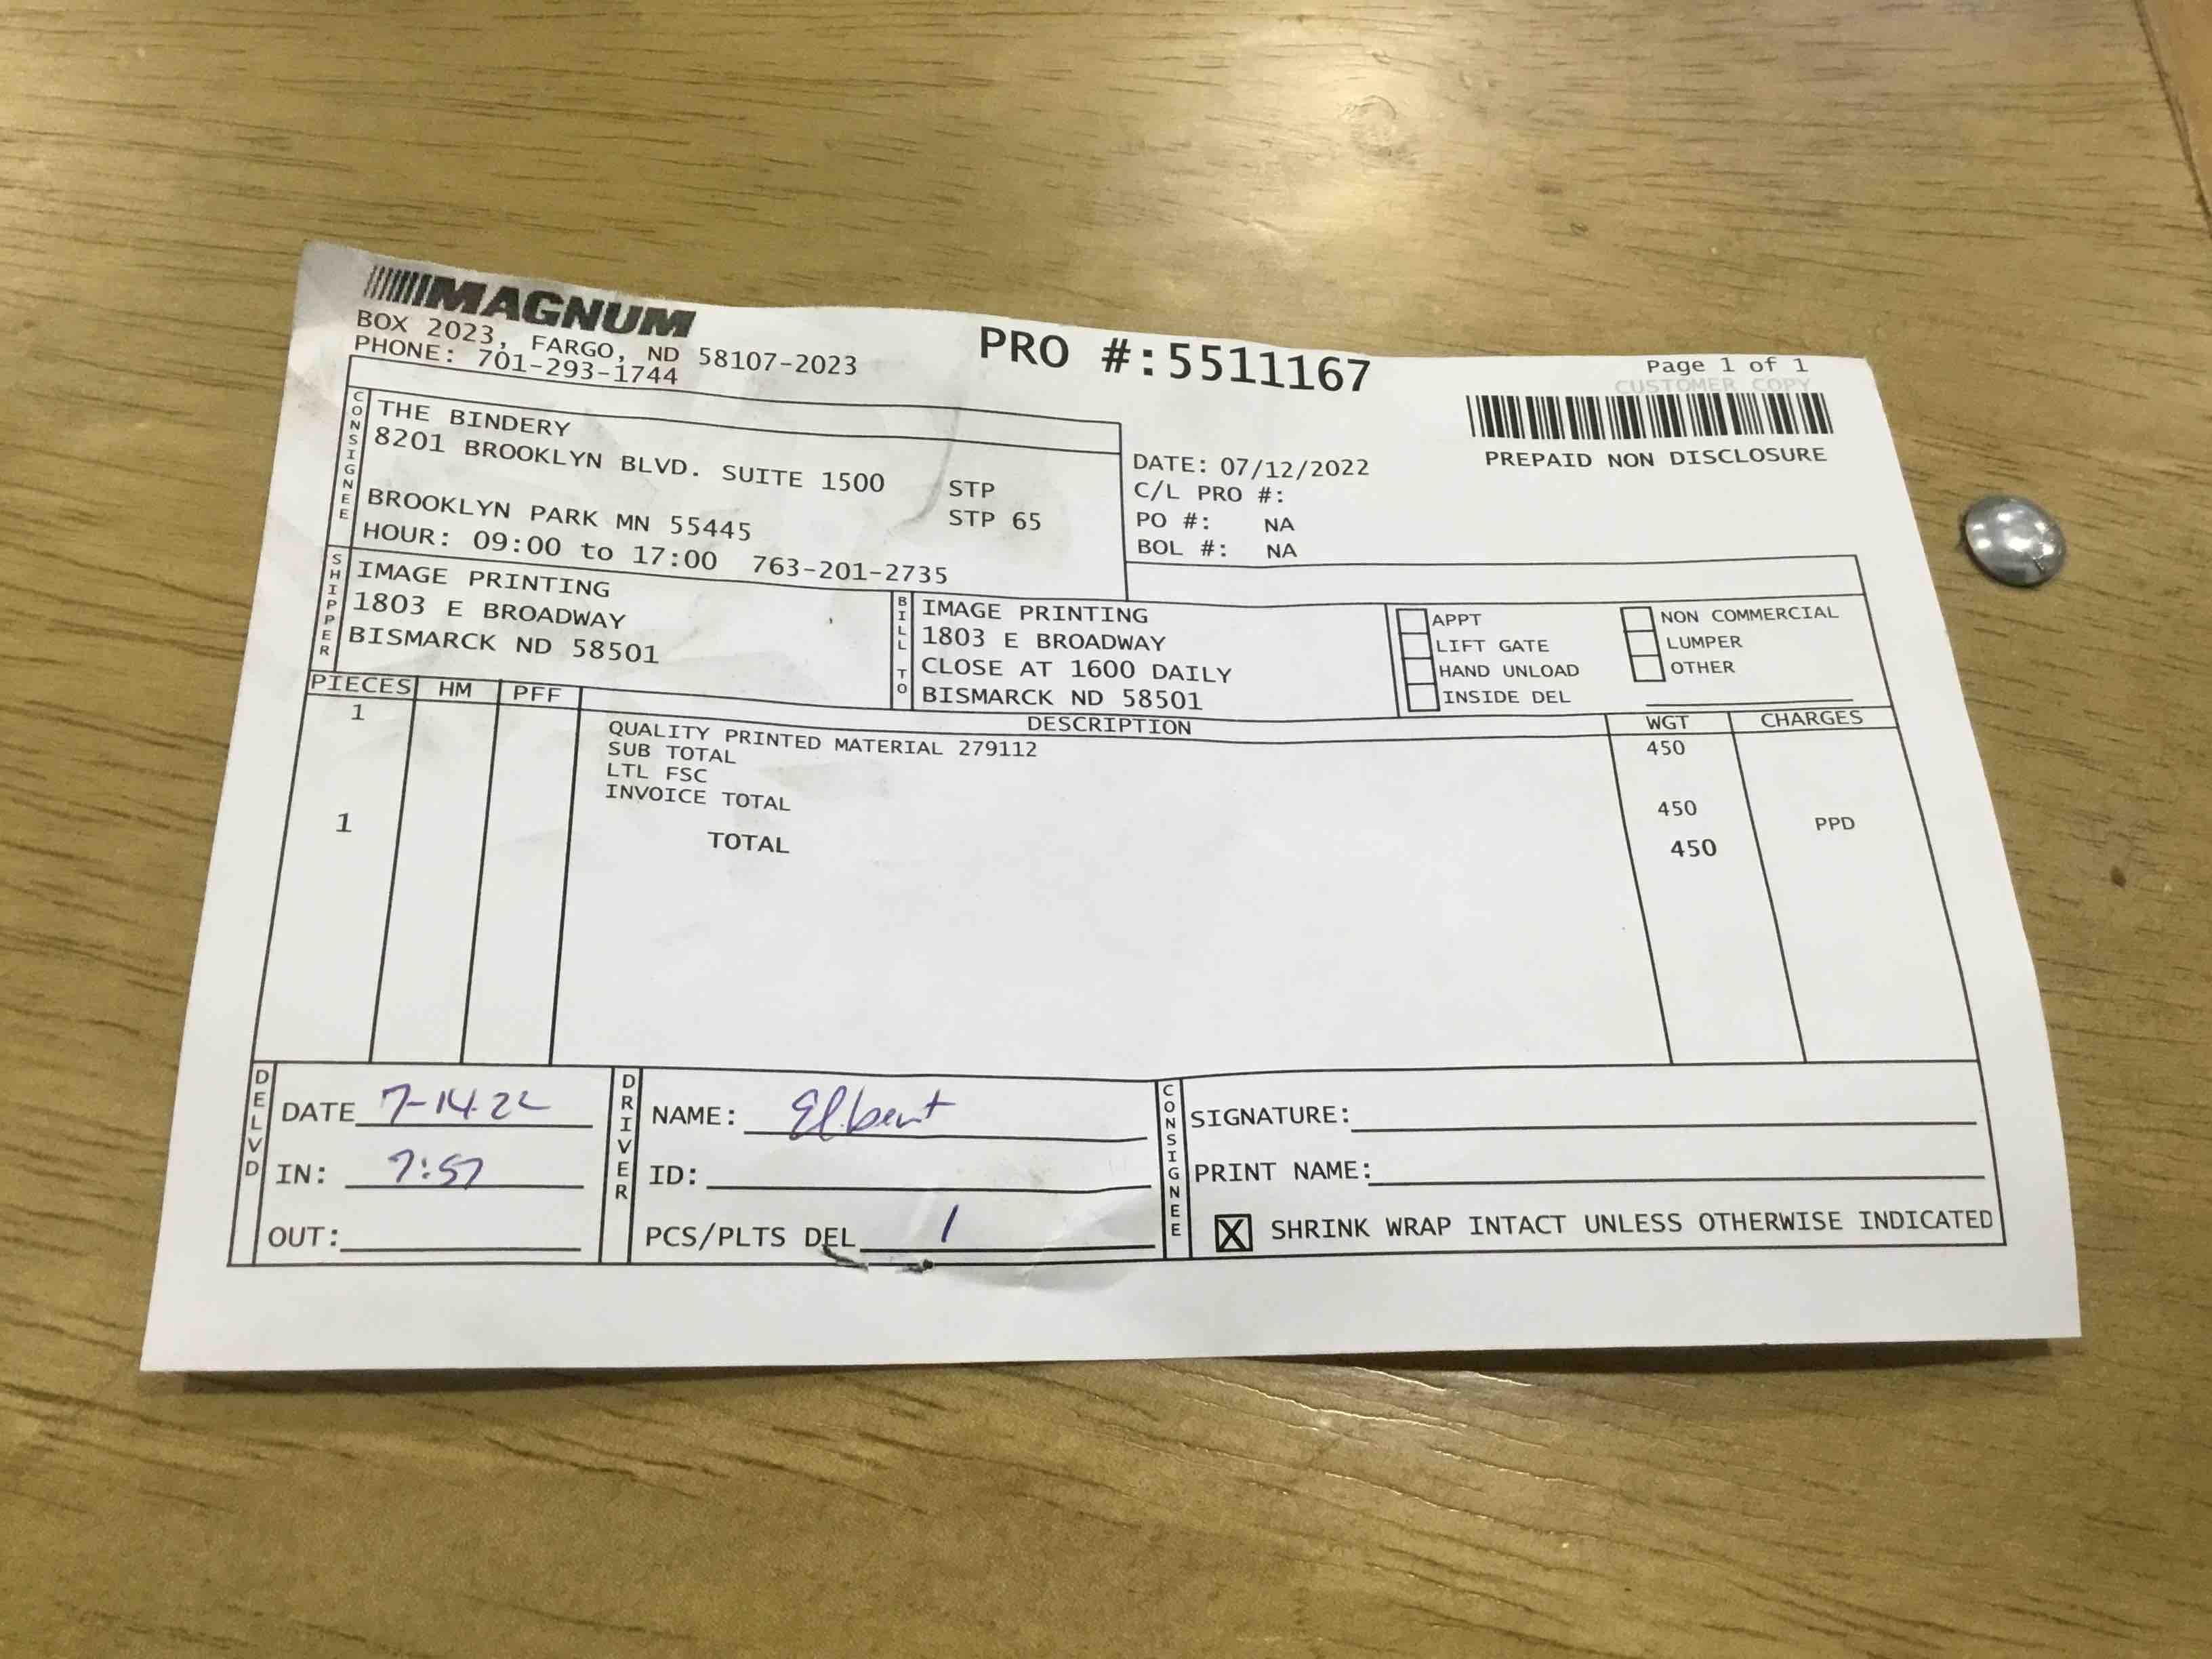 MAGNUM
BOX 2023, FARGO, ND 58107-2023
PHONE: 701-293-1744
PRO #:5511167
Page 1 of 1
CUSTOMER COPY
PREPAID NON DISCLOSURE
CONSIGNEE
THE BINDERY
8201 BROOKLYN BLVD. SUITE 1500 STP
BROOKLYN PARK MN 55445 STP 65
HOUR: 09:00 to 17:00 763-201-2735
DATE: 07/12/2022
C/L PRO #:
PO #: NA
BOL #: NA
SHIPPER
IMAGE PRINTING
1803 E BROADWAY
BISMARCK ND 58501
BILL TO
IMAGE PRINTING
1803 E BROADWAY
CLOSE AT 1600 DAILY
BISMARCK ND 58501
APPT
LIFT GATE
HAND UNLOAD
INSIDE DEL
NON COMMERCIAL
LUMPER
OTHER
PIECES HM PFF DESCRIPTION WGT CHARGES
1 QUALITY PRINTED MATERIAL 279112 450
SUB TOTAL
LTL FSC
INVOICE TOTAL 450
1 TOTAL 450 PPD
DELVD
DATE 7-14-22
IN: 7:57
OUT:
DRIVER
NAME: Elbert
ID:
PCS/PLTS DEL 1
CONSIGNEE
SIGNATURE:
PRINT NAME:
X SHRINK WRAP INTACT UNLESS OTHERWISE INDICATED